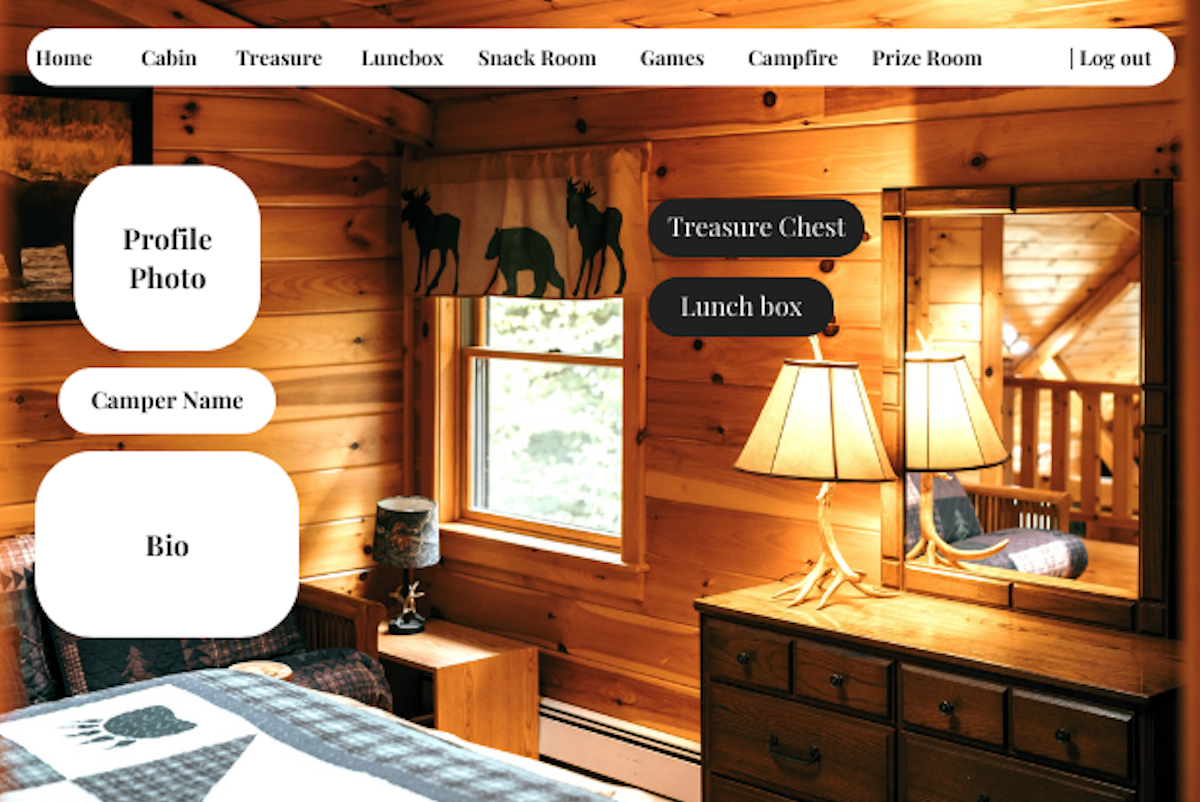 Home Cabin Treasure Luncbox Snack Room Games Campfire Prize Room | Log out
Profile
Photo
Camper Name
Bio
Treasure Chest
Lunch box